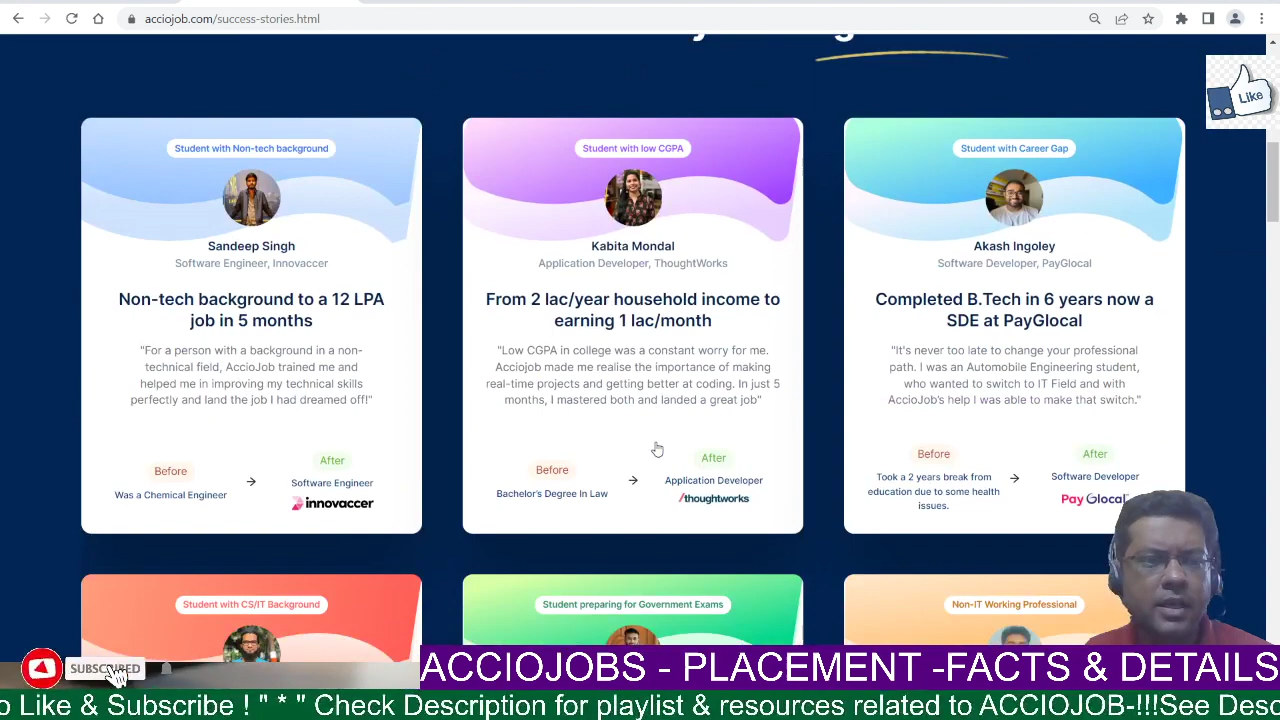 acciojob.com/success-stories.html
Like
Student with Non-tech background
Sandeep Singh
Software Engineer, Innovaccer
Non-tech background to a 12 LPA
job in 5 months
"For a person with a background in a non-
technical field, AccioJob trained me and
helped me in improving my technical skills
perfectly and land the job I had dreamed off!"
Before
Was a Chemical Engineer
After
Software Engineer
innovaccer
Student with low CGPA
Kabita Mondal
Application Developer, ThoughtWorks
From 2 lac/year household income to
earning 1 lac/month
"Low CGPA in college was a constant worry for me.
Acciojob made me realise the importance of making
real-time projects and getting better at coding. In just 5
months, I mastered both and landed a great job"
Before
Bachelor's Degree In Law
After
Application Developer
/thoughtworks
Student with Career Gap
Akash Ingoley
Software Developer, PayGlocal
Completed B.Tech in 6 years now a
SDE at PayGlocal
"It's never too late to change your professional
path. I was an Automobile Engineering student,
who wanted to switch to IT Field and with
AccioJob's help I was able to make that switch."
Before
Took a 2 years break from
education due to some health
issues.
After
Software Developer
PayGlocal
Student with CS/IT Background
Student preparing for Government Exams
Non-IT Working Professional
SUBSCRIBED
ACCIOJOBS - PLACEMENT -FACTS & DETAILS
o Like & Subscribe ! " * " Check Description for playlist & resources related to ACCIOJOB-!!!See Desc